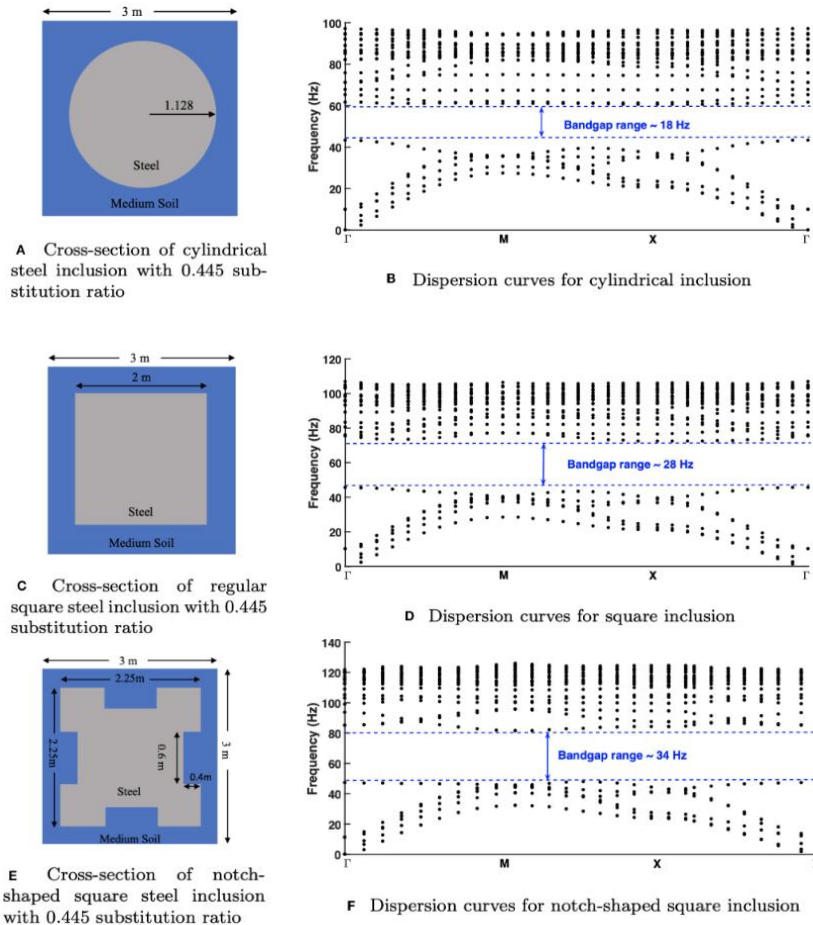 3 m
1.128
Steel
Medium Soil
A Cross-section of cylindrical
steel inclusion with 0.445 sub-
stitution ratio
100
80
60
40
20
0
Frequency (Hz)
Bandgap range ~ 18 Hz
Γ M X Γ
B Dispersion curves for cylindrical inclusion
3 m
2 m
Steel
Medium Soil
C Cross-section of regular
square steel inclusion with 0.445
substitution ratio
120
100
80
60
40
20
0
Frequency (Hz)
Bandgap range ~ 28 Hz
Γ M X Γ
D Dispersion curves for square inclusion
3 m
2.25m
2.25m
0.6m
3 m
0.4m
Steel
Medium Soil
E Cross-section of notch-
shaped square steel inclusion
with 0.445 substitution ratio
140
120
100
80
60
40
20
0
Frequency (Hz)
Bandgap range ~ 34 Hz
Γ M X
F Dispersion curves for notch-shaped square inclusion